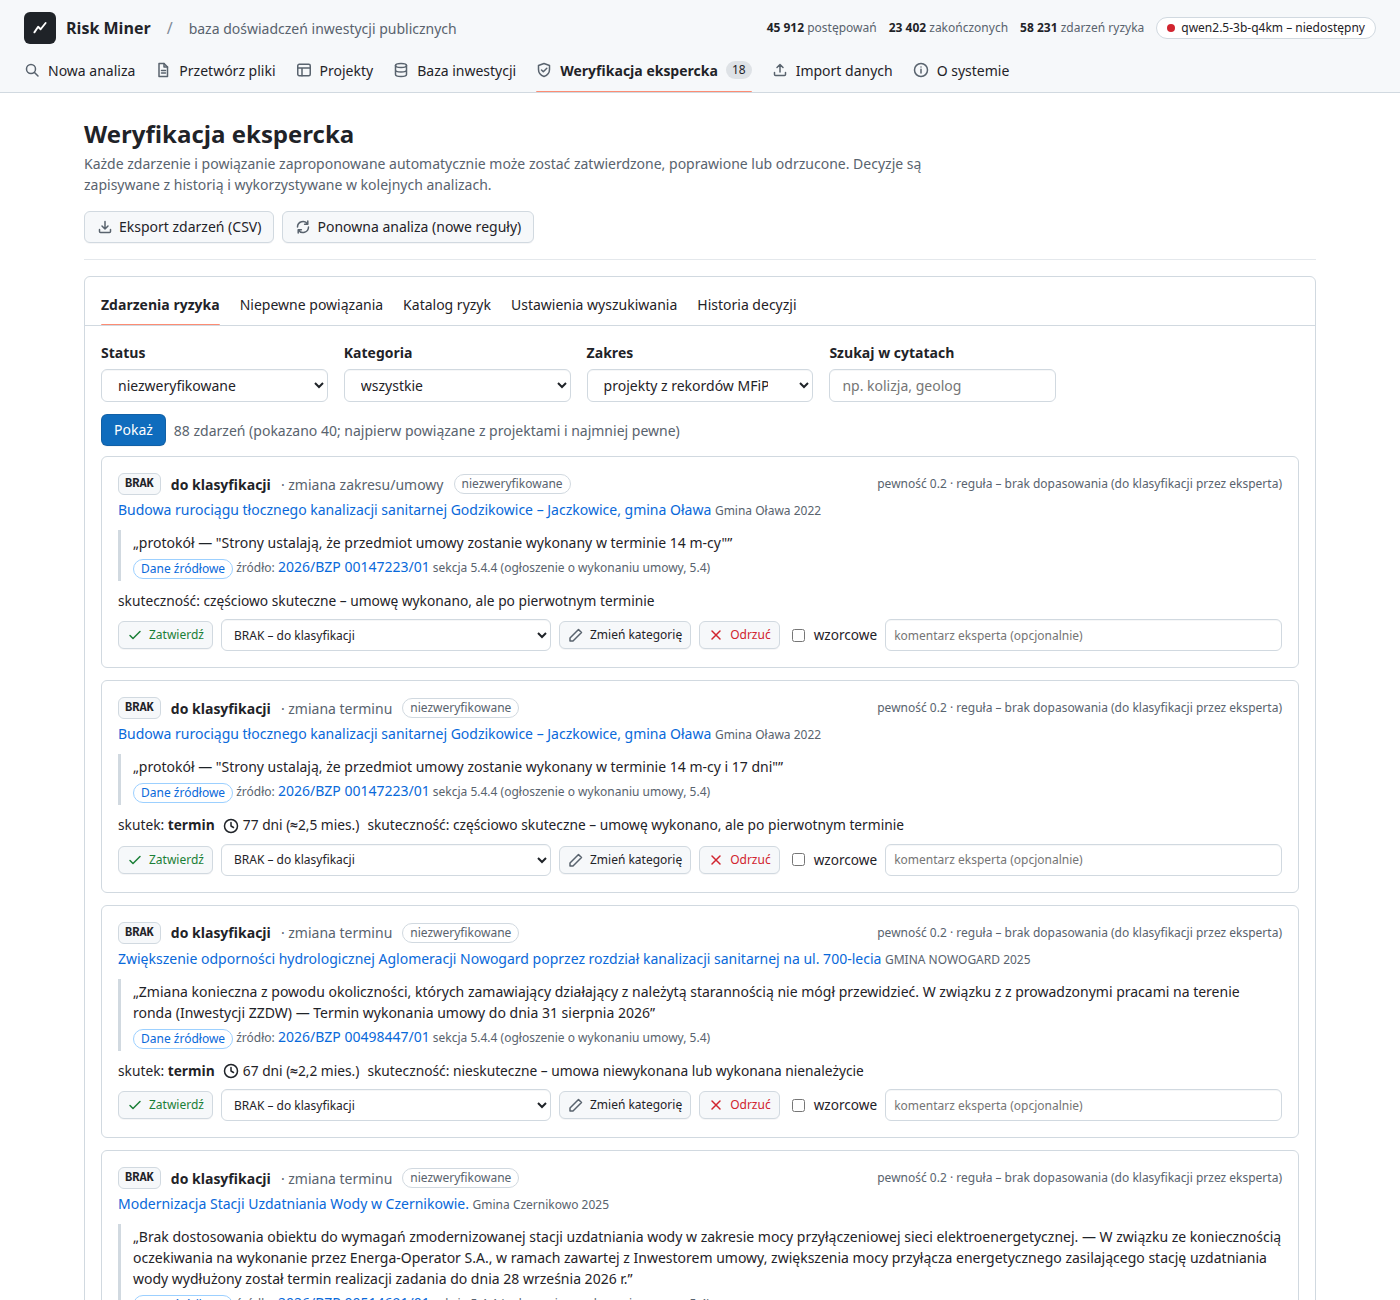 Risk Miner / baza doświadczeń inwestycji publicznych
45 912 postępowań 23 402 zakończonych 58 231 zdarzeń ryzyka qwen2.5-3b-q4km – niedostępny
Nowa analiza Przetwórz pliki Projekty Baza inwestycji Weryfikacja ekspercka 18 Import danych O systemie
Weryfikacja ekspercka
Każde zdarzenie i powiązanie zaproponowane automatycznie może zostać zatwierdzone, poprawione lub odrzucone. Decyzje są
zapisywane z historią i wykorzystywane w kolejnych analizach.
Eksport zdarzeń (CSV) Ponowna analiza (nowe reguły)
Zdarzenia ryzyka Niepewne powiązania Katalog ryzyk Ustawienia wyszukiwania Historia decyzji
Status Kategoria Zakres Szukaj w cytatach
niezweryfikowane wszystkie projekty z rekordów MFiP np. kolizja, geolog
Pokaż 88 zdarzeń (pokazano 40; najpierw powiązane z projektami i najmniej pewne)
BRAK do klasyfikacji · zmiana zakresu/umowy niezweryfikowane pewność 0.2 · reguła – brak dopasowania (do klasyfikacji przez eksperta)
Budowa rurociągu tłocznego kanalizacji sanitarnej Godzikowice – Jaczkowice, gmina Oława Gmina Oława 2022
„protokół — "Strony ustalają, że przedmiot umowy zostanie wykonany w terminie 14 m-cy"”
Dane źródłowe źródło: 2026/BZP 00147223/01 sekcja 5.4.4 (ogłoszenie o wykonaniu umowy, 5.4)
skuteczność: częściowo skuteczne – umowę wykonano, ale po pierwotnym terminie
Zatwierdź BRAK – do klasyfikacji Zmień kategorię Odrzuć wzorcowe komentarz eksperta (opcjonalnie)
BRAK do klasyfikacji · zmiana terminu niezweryfikowane pewność 0.2 · reguła – brak dopasowania (do klasyfikacji przez eksperta)
Budowa rurociągu tłocznego kanalizacji sanitarnej Godzikowice – Jaczkowice, gmina Oława Gmina Oława 2022
„protokół — "Strony ustalają, że przedmiot umowy zostanie wykonany w terminie 14 m-cy i 17 dni"”
Dane źródłowe źródło: 2026/BZP 00147223/01 sekcja 5.4.4 (ogłoszenie o wykonaniu umowy, 5.4)
skutek: termin 77 dni (≈2,5 mies.) skuteczność: częściowo skuteczne – umowę wykonano, ale po pierwotnym terminie
Zatwierdź BRAK – do klasyfikacji Zmień kategorię Odrzuć wzorcowe komentarz eksperta (opcjonalnie)
BRAK do klasyfikacji · zmiana terminu niezweryfikowane pewność 0.2 · reguła – brak dopasowania (do klasyfikacji przez eksperta)
Zwiększenie odporności hydrologicznej Aglomeracji Nowogard poprzez rozdział kanalizacji sanitarnej na ul. 700-lecia GMINA NOWOGARD 2025
„Zmiana konieczna z powodu okoliczności, których zamawiający działający z należytą starannością nie mógł przewidzieć. W związku z z prowadzonymi pracami na terenie
ronda (Inwestycji ZZDW) — Termin wykonania umowy do dnia 31 sierpnia 2026”
Dane źródłowe źródło: 2026/BZP 00498447/01 sekcja 5.4.4 (ogłoszenie o wykonaniu umowy, 5.4)
skutek: termin 67 dni (≈2,2 mies.) skuteczność: nieskuteczne – umowa niewykonana lub wykonana nienależycie
Zatwierdź BRAK – do klasyfikacji Zmień kategorię Odrzuć wzorcowe komentarz eksperta (opcjonalnie)
BRAK do klasyfikacji · zmiana terminu niezweryfikowane pewność 0.2 · reguła – brak dopasowania (do klasyfikacji przez eksperta)
Modernizacja Stacji Uzdatniania Wody w Czernikowie. Gmina Czernikowo 2025
„Brak dostosowania obiektu do wymagań zmodernizowanej stacji uzdatniania wody w zakresie mocy przyłączeniowej sieci elektroenergetycznej. — W związku ze koniecznością
oczekiwania na wykonanie przez Energa-Operator S.A., w ramach zawartej z Inwestorem umowy, zwiększenia mocy przyłącza energetycznego zasilającego stację uzdatniania
wody wydłużony został termin realizacji zadania do dnia 28 września 2026 r.”